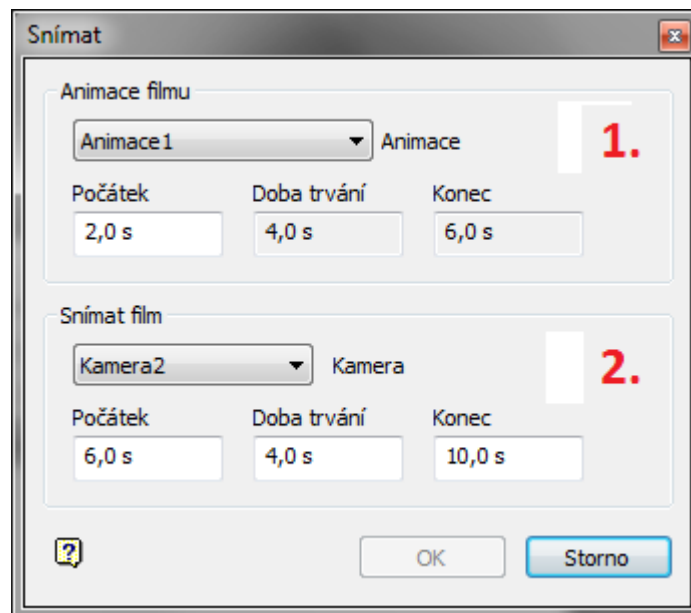 Snímat
Animace filmu
Animace1 Animace 1.
Počátek Doba trvání Konec
2,0 s 4,0 s 6,0 s
Snímat film
Kamera2 Kamera 2.
Počátek Doba trvání Konec
6,0 s 4,0 s 10,0 s
? OK Storno